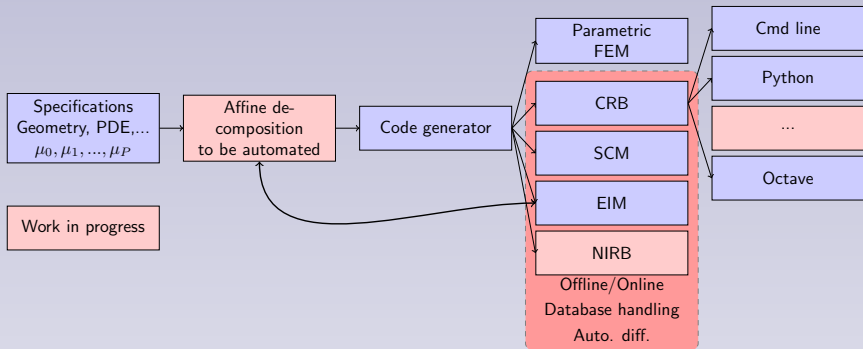 Specifications
Geometry, PDE,...
μ₀, μ₁, ..., μ_P
Work in progress
Affine de-
composition
to be automated
Code generator
Parametric
FEM
CRB
SCM
EIM
NIRB
Offline/Online
Database handling
Auto. diff.
Cmd line
Python
...
Octave